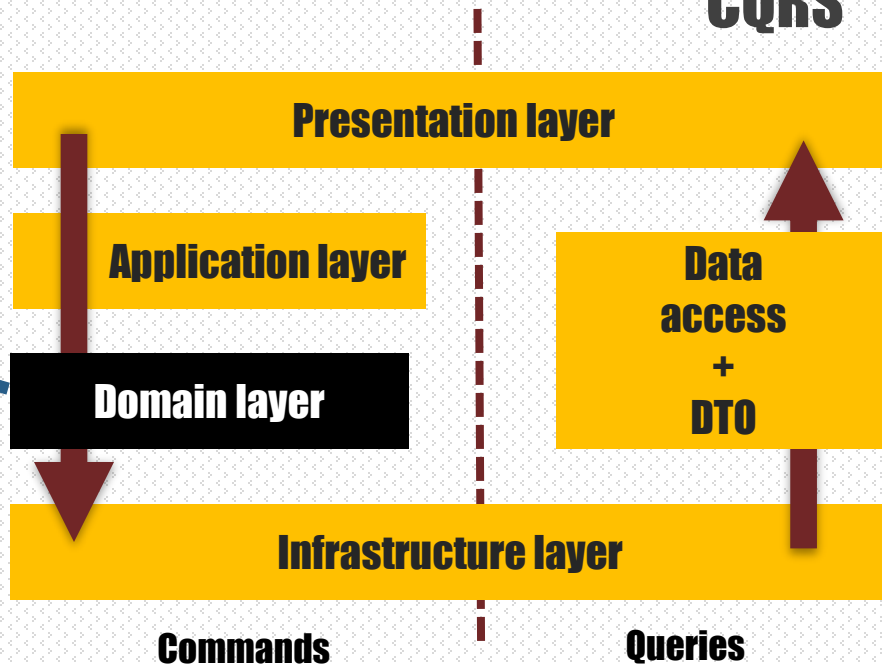 CQRS
Presentation layer
Application layer
Domain layer
Data
access
+
DTO
Infrastructure layer
Commands
Queries